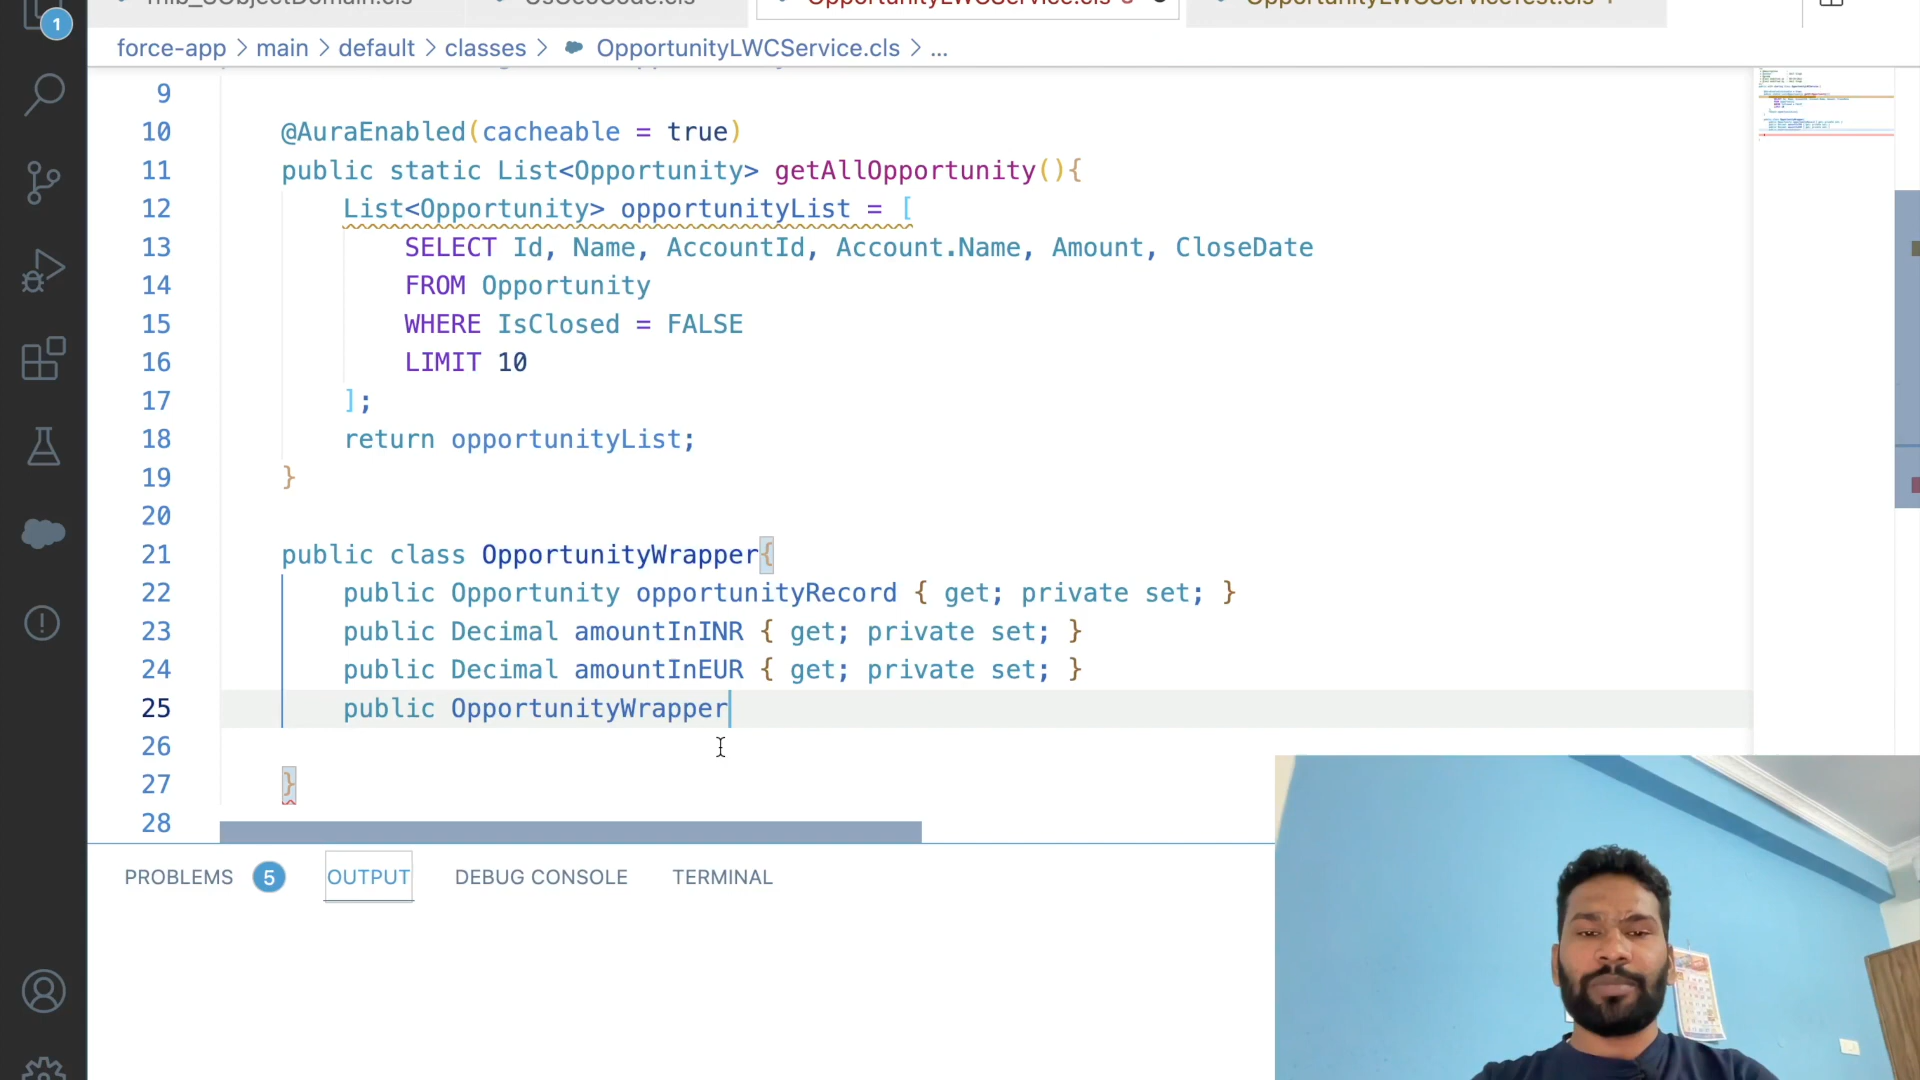 1
force-app > main > default > classes > OpportunityLWCService.cls > ...
9
10 @AuraEnabled(cacheable = true)
11 public static List<Opportunity> getAllOpportunity(){
12 List<Opportunity> opportunityList = [
13 SELECT Id, Name, AccountId, Account.Name, Amount, CloseDate
14 FROM Opportunity
15 WHERE IsClosed = FALSE
16 LIMIT 10
17 ];
18 return opportunityList;
19 }
20
21 public class OpportunityWrapper{
22 public Opportunity opportunityRecord { get; private set; }
23 public Decimal amountInINR { get; private set; }
24 public Decimal amountInEUR { get; private set; }
25 public OpportunityWrapper
26
27 }
28
PROBLEMS 5 OUTPUT DEBUG CONSOLE TERMINAL